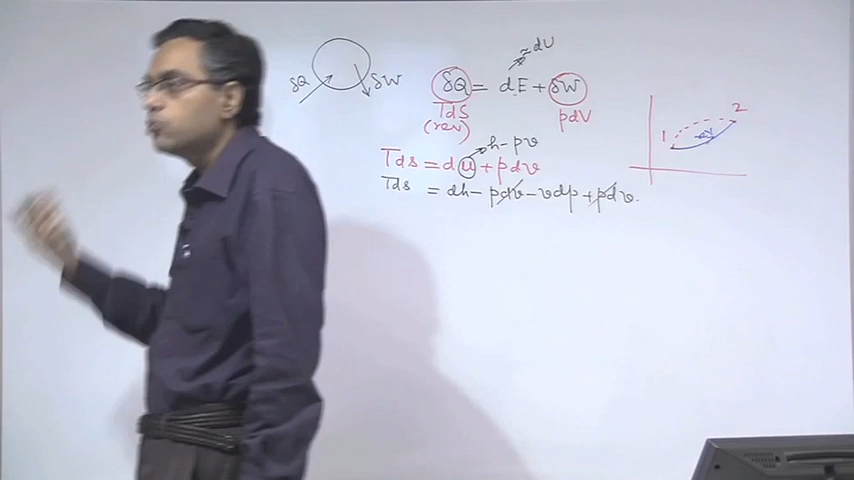 ≈ dU
δQ
δW
δQ = dE + δW
Tds
(rev)
pdV
1
2
rev
h - pv
Tds = du + pdv
Tds = dh - pdv - vdp + pdv.